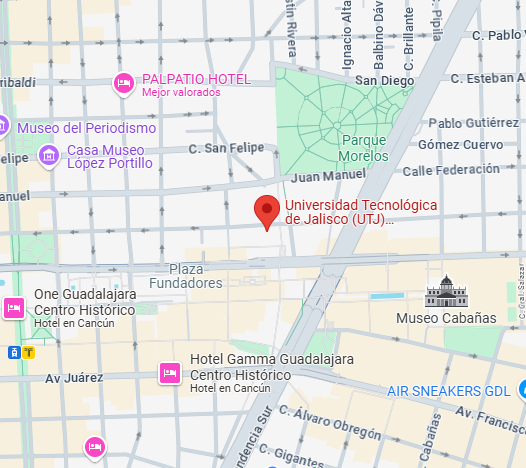 tín Rivera
Ignacio Alta
Balbino Dáv
C. Brillante
C. Pípila
C. Pablo V
PALPATIO HOTEL
Mejor valorados
aribaldi
San Diego
C. Esteban A
Museo del Periodismo
Casa Museo
López Portillo
elipe
C. San Felipe
Parque
Morelos
Pablo Gutiérrez
Gómez Cuervo
Calle Federación
Juan Manuel
anuel
Universidad Tecnológica
de Jalisco (UTJ)...
Plaza
Fundadores
One Guadalajara
Centro Histórico
Hotel en Cancún
Museo Cabañas
C. Gral. Salazar
Hotel Gamma Guadalajara
Centro Histórico
Hotel en Cancún
Av Juárez
AIR SNEAKERS GDL
Av. Francisc
C. Álvaro Obregón
C. Gigantes
Cabañas
ndencia Sur